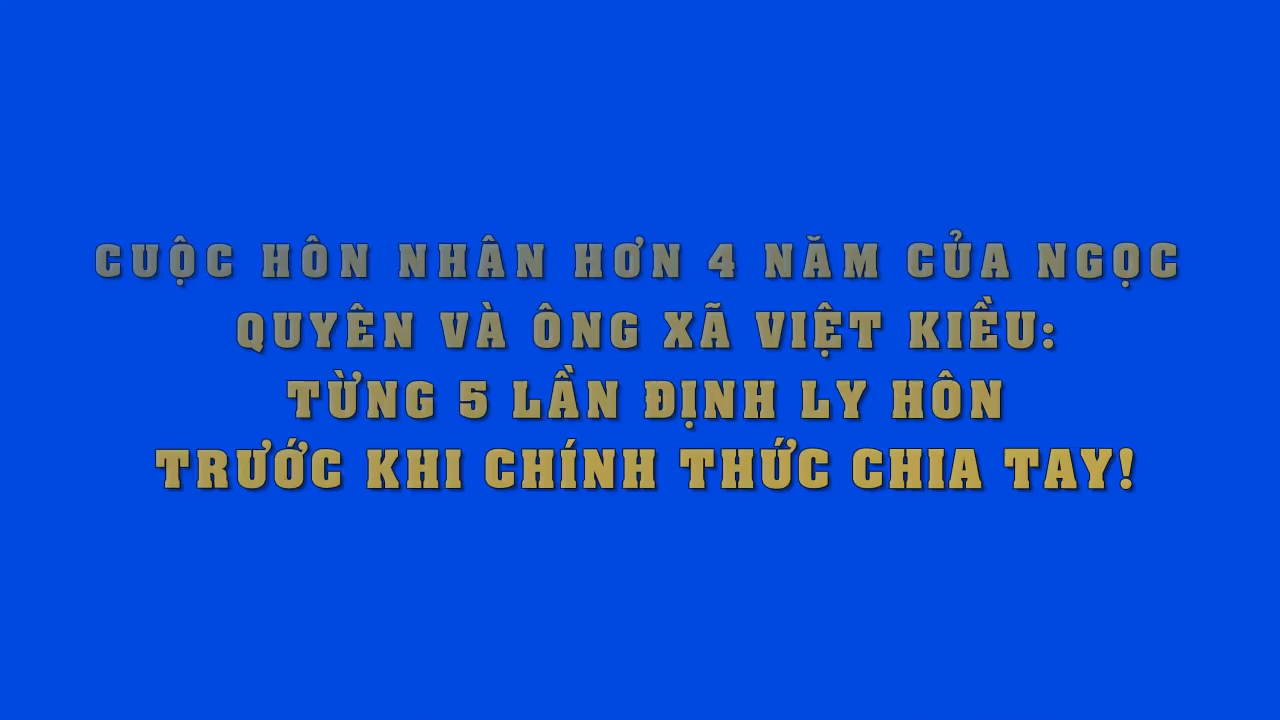 CUỘC HÔN NHÂN HƠN 4 NĂM CỦA NGỌC
QUYÊN VÀ ÔNG XÃ VIỆT KIỀU:
TỪNG 5 LẦN ĐỊNH LY HÔN
TRƯỚC KHI CHÍNH THỨC CHIA TAY!